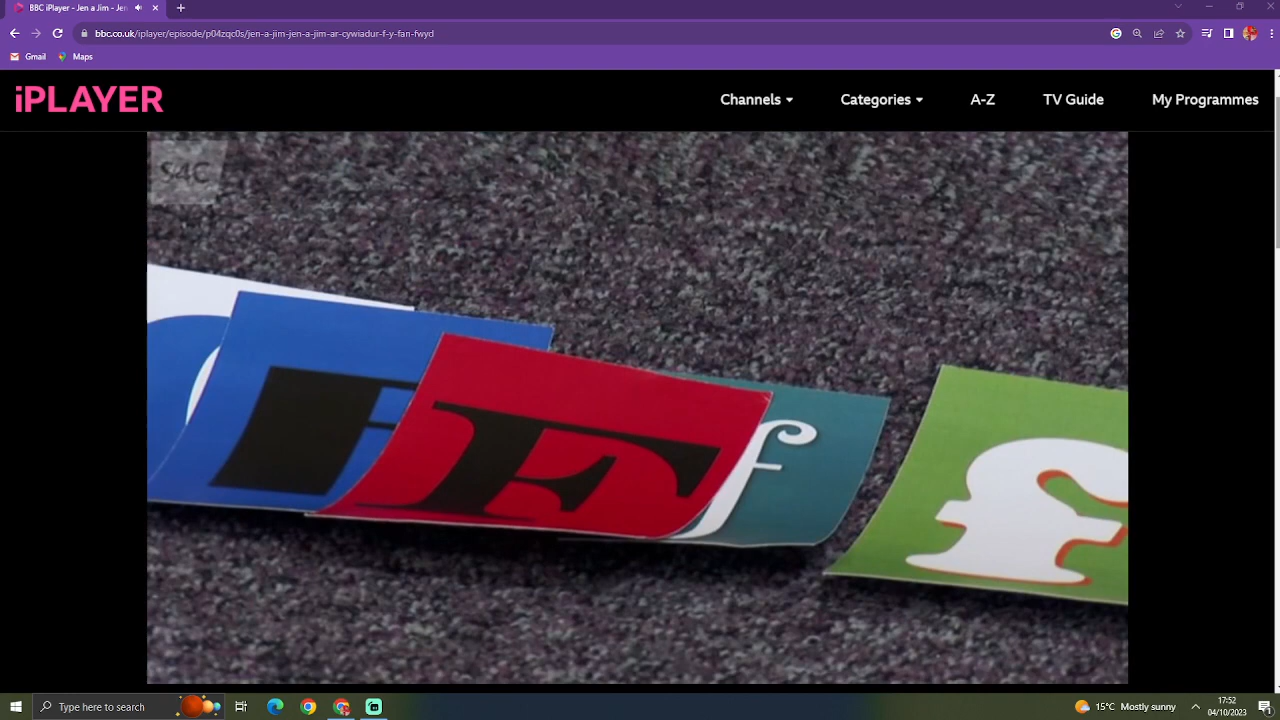 BBC iPlayer - Jen a Jim - Jen
bbc.co.uk/iplayer/episode/p04zqc0s/jen-a-jim-jen-a-jim-ar-cywiadur-f-y-fan-fwyd
Gmail Maps
iPLAYER Channels Categories A-Z TV Guide My Programmes
S4C
F
F
f
f
Type here to search
15°C Mostly sunny
17:52
04/10/2023